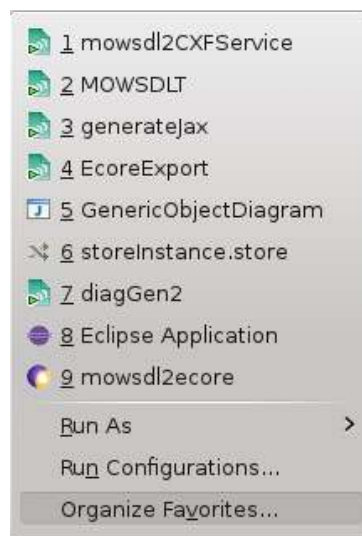 1 mowsdl2CXFService
2 MOWSDLT
3 generateJax
4 EcoreExport
5 GenericObjectDiagram
6 storeInstance.store
7 diagGen2
8 Eclipse Application
9 mowsdl2ecore
Run As
Run Configurations...
Organize Favorites...